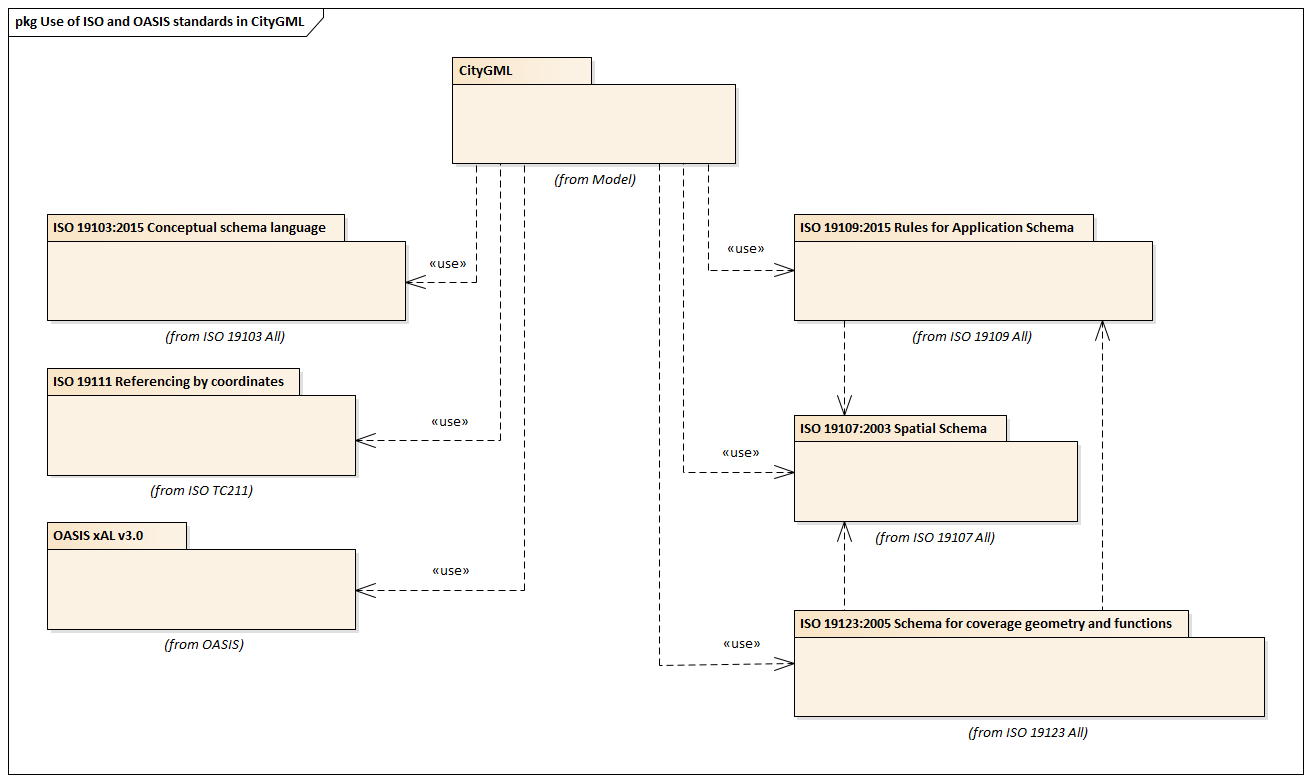 pkg Use of ISO and OASIS standards in CityGML
CityGML
(from Model)
ISO 19103:2015 Conceptual schema language
«use»
(from ISO 19103 All)
ISO 19111 Referencing by coordinates
«use»
(from ISO TC211)
OASIS xAL v3.0
«use»
(from OASIS)
ISO 19109:2015 Rules for Application Schema
«use»
(from ISO 19109 All)
ISO 19107:2003 Spatial Schema
«use»
(from ISO 19107 All)
ISO 19123:2005 Schema for coverage geometry and functions
«use»
(from ISO 19123 All)